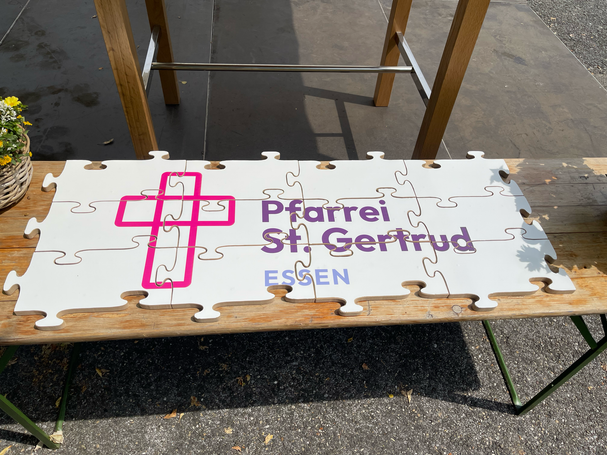 Pfarrei
St. Gertrud
ESSEN